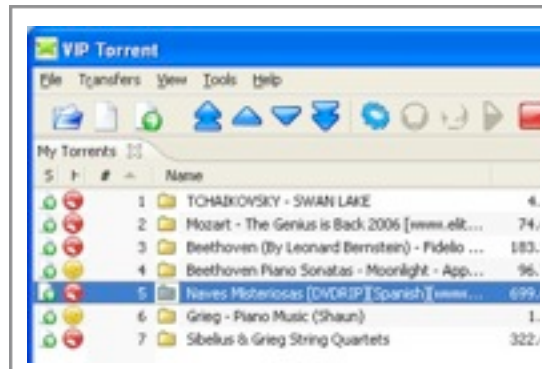 VIP Torrent
File Transfers View Tools Help
My Torrents
S H # Name
1 TCHAIKOVSKY - SWAN LAKE 4.
2 Mozart - The Genius is Back 2006 [www.elit... 74.
3 Beethoven (By Leonard Bernstein) - Fidelio ... 183.
4 Beethoven Piano Sonatas - Moonlight - App... 96.
5 Naves Misteriosas [DVDRIP][Spanish][www... 699.
6 Grieg - Piano Music (Shaun) 1.
7 Sibelius & Grieg String Quartets 322.